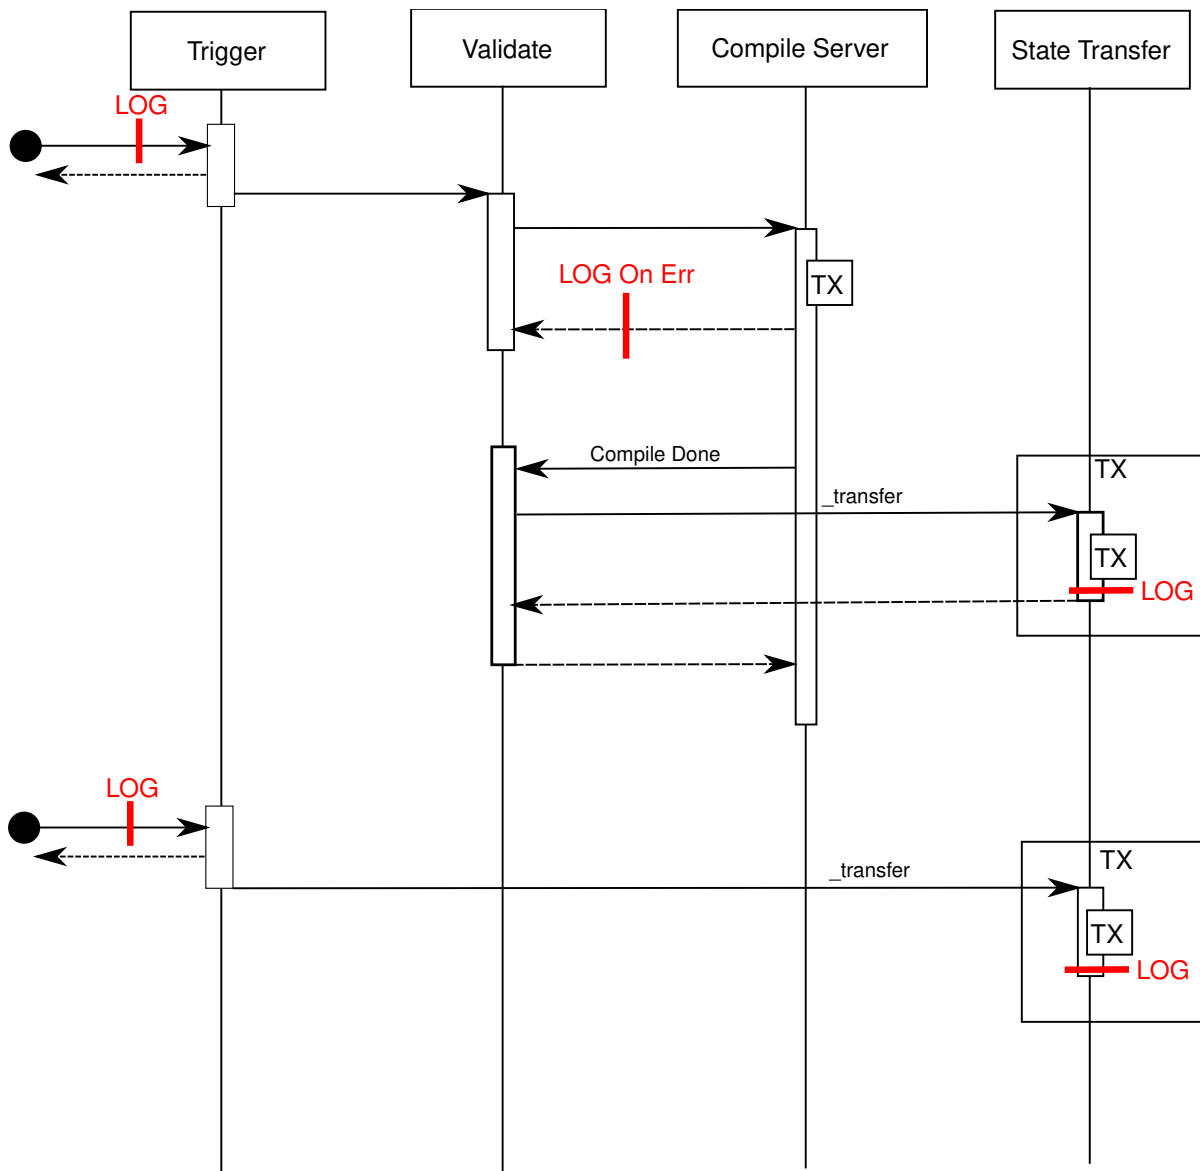 Trigger
Validate
Compile Server
State Transfer
LOG
LOG On Err
TX
Compile Done
TX
_transfer
TX
LOG
LOG
TX
_transfer
TX
LOG